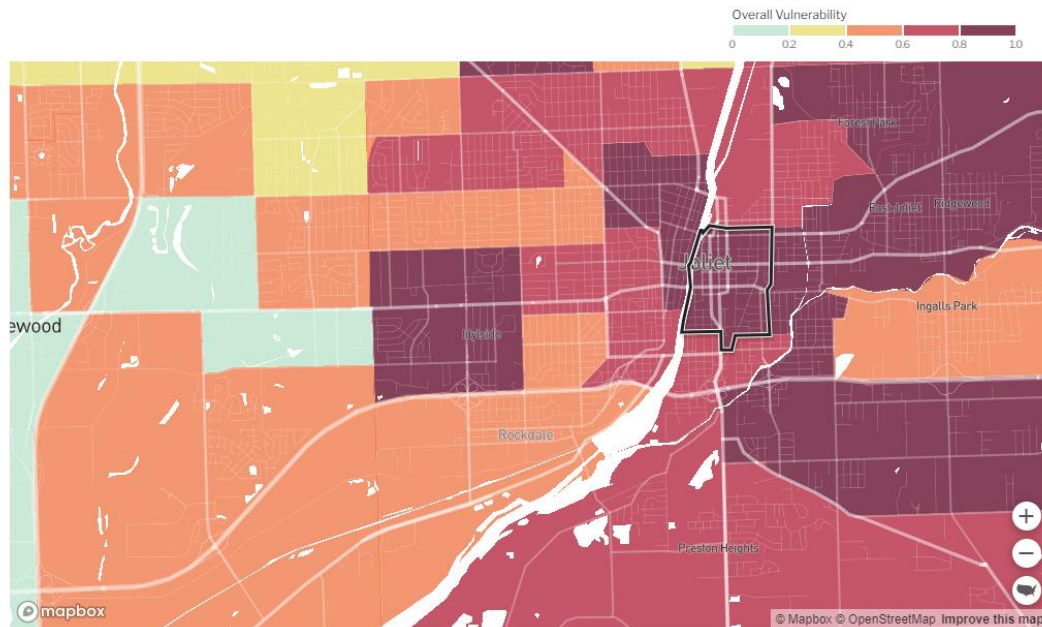 Overall Vulnerability
0 0.2 0.4 0.6 0.8 1.0
Forest Park
East Joliet
Ridgewood
Joliet
Ingalls Park
ewood
Idylside
Rockdale
Preston Heights
+
−
mapbox
© Mapbox © OpenStreetMap Improve this map